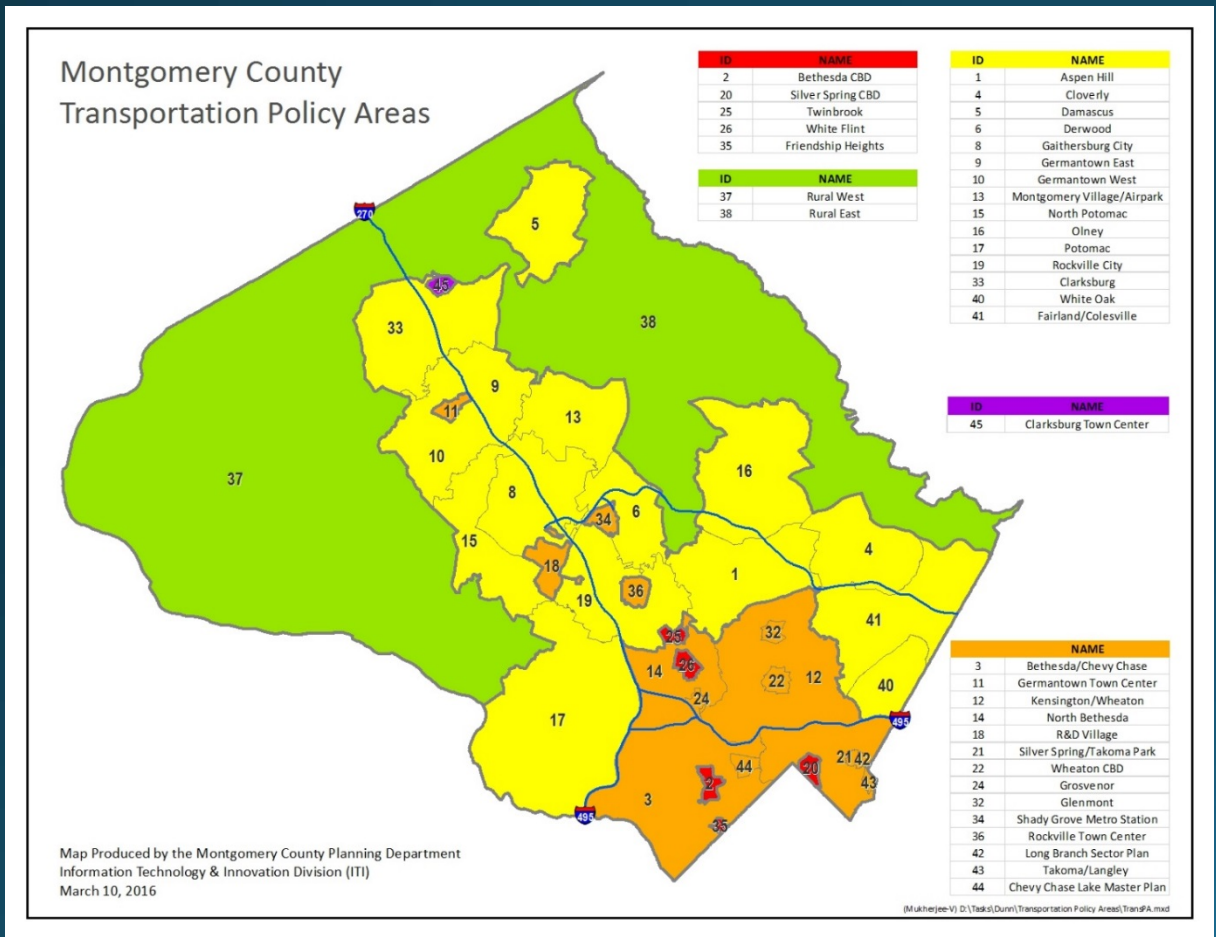 Montgomery County
Transportation Policy Areas
ID NAME
2 Bethesda CBD
20 Silver Spring CBD
25 Twinbrook
26 White Flint
35 Friendship Heights
ID NAME
37 Rural West
38 Rural East
ID NAME
1 Aspen Hill
4 Cloverly
5 Damascus
6 Derwood
8 Gaithersburg City
9 Germantown East
10 Germantown West
13 Montgomery Village/Airpark
15 North Potomac
16 Olney
17 Potomac
19 Rockville City
33 Clarksburg
40 White Oak
41 Fairland/Colesville
ID NAME
45 Clarksburg Town Center
NAME
3 Bethesda/Chevy Chase
11 Germantown Town Center
12 Kensington/Wheaton
14 North Bethesda
18 R&D Village
21 Silver Spring/Takoma Park
22 Wheaton CBD
24 Grosvenor
32 Glenmont
34 Shady Grove Metro Station
36 Rockville Town Center
42 Long Branch Sector Plan
43 Takoma/Langley
44 Chevy Chase Lake Master Plan
270
5
45
33
38
9
11
13
10
16
37
8
34
6
15
18
4
1
19
36
41
25
32
26
14
22
12
24
40
17
495
21
42
44
20
2
43
3
35
495
Map Produced by the Montgomery County Planning Department
Information Technology & Innovation Division (ITI)
March 10, 2016
(Mukherjee-V) D:\Tasks\Dunn\Transportation Policy Areas\TransPA.mxd